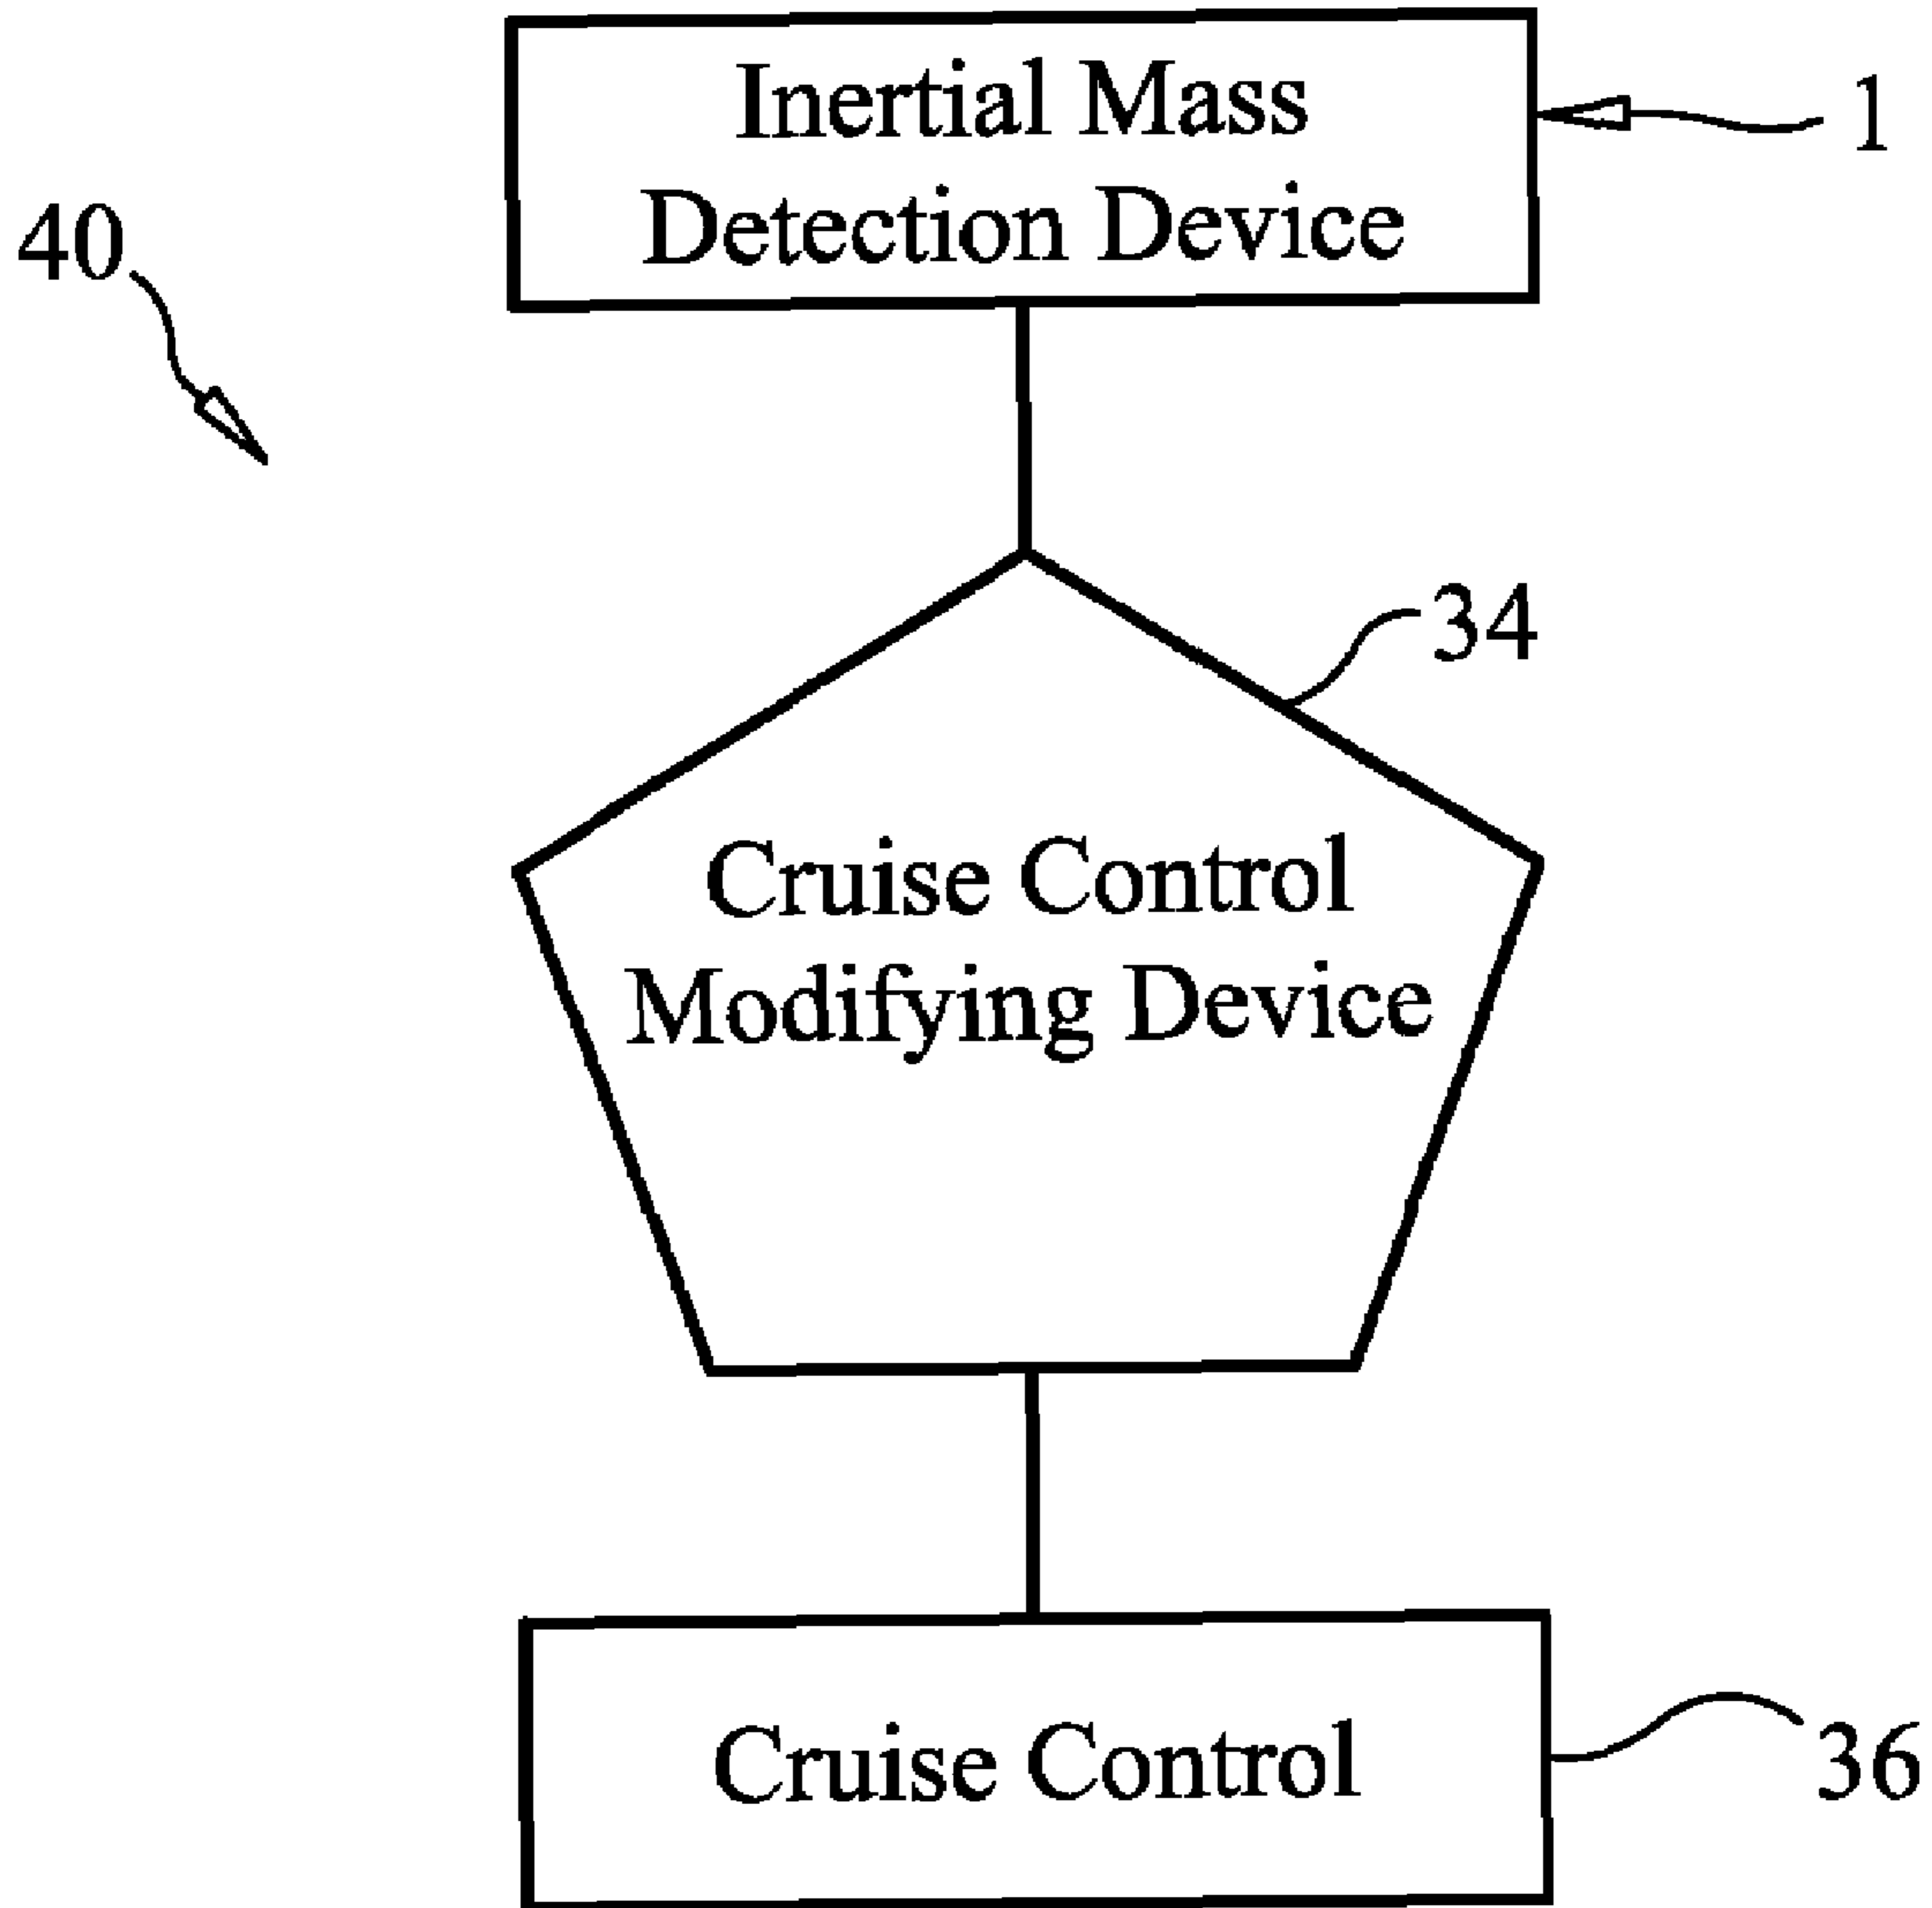 Inertial Mass
Detection Device
1
40
34
Cruise Control
Modifying Device
Cruise Control
36